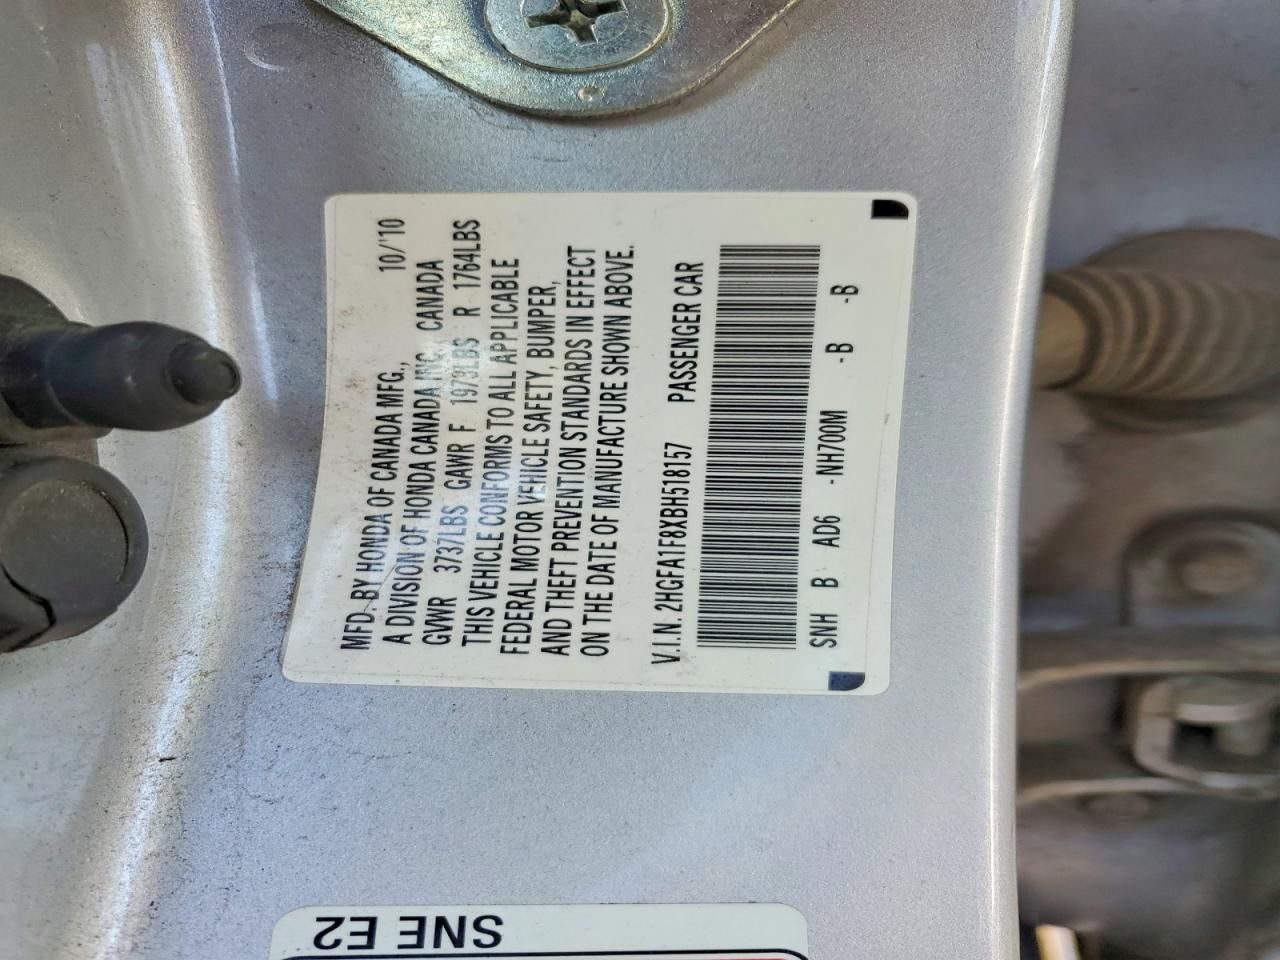 MFD. BY HONDA OF CANADA MFG., 10/'10
A DIVISION OF HONDA CANADA INC., CANADA
GVWR 3737LBS GAWR F 1973LBS R 1764LBS
THIS VEHICLE CONFORMS TO ALL APPLICABLE
FEDERAL MOTOR VEHICLE SAFETY, BUMPER,
AND THEFT PREVENTION STANDARDS IN EFFECT
ON THE DATE OF MANUFACTURE SHOWN ABOVE.
V.I.N. 2HGFA1F8XBH518157 PASSENGER CAR
SNH B AD6 -NH700M -B -B
SNE E2